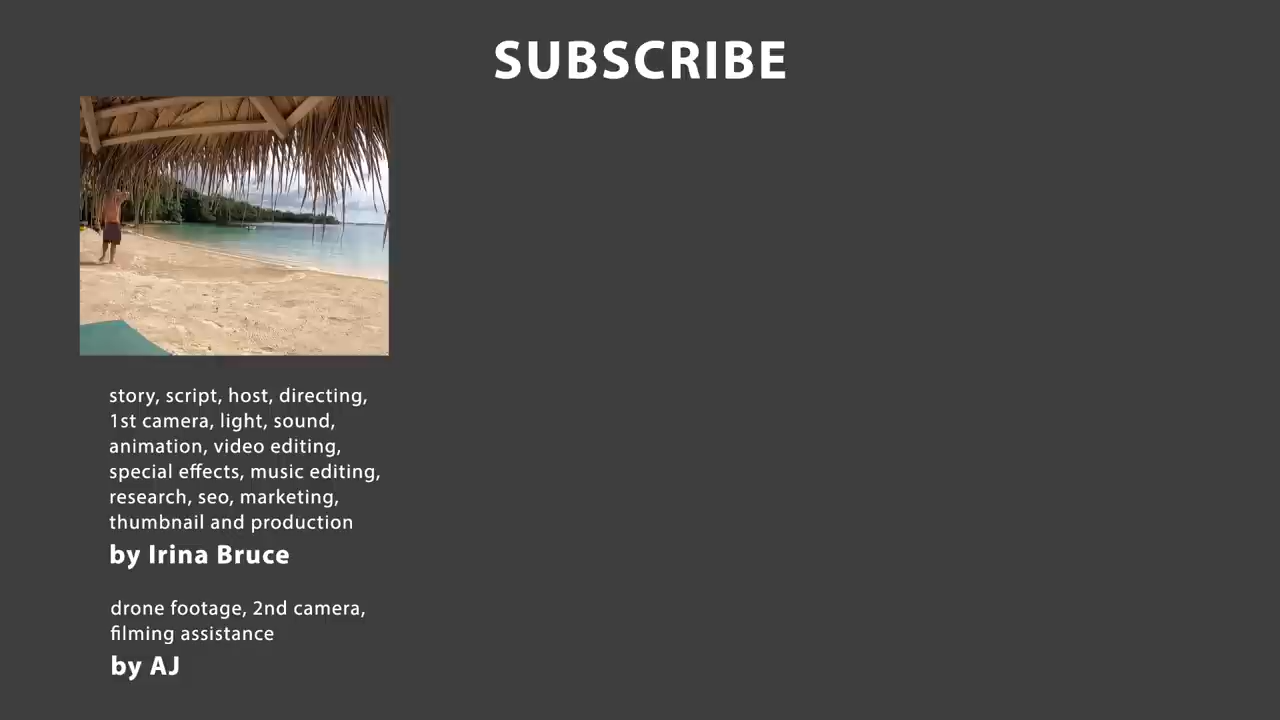 SUBSCRIBE
story, script, host, directing,
1st camera, light, sound,
animation, video editing,
special effects, music editing,
research, seo, marketing,
thumbnail and production
by Irina Bruce
drone footage, 2nd camera,
filming assistance
by AJ